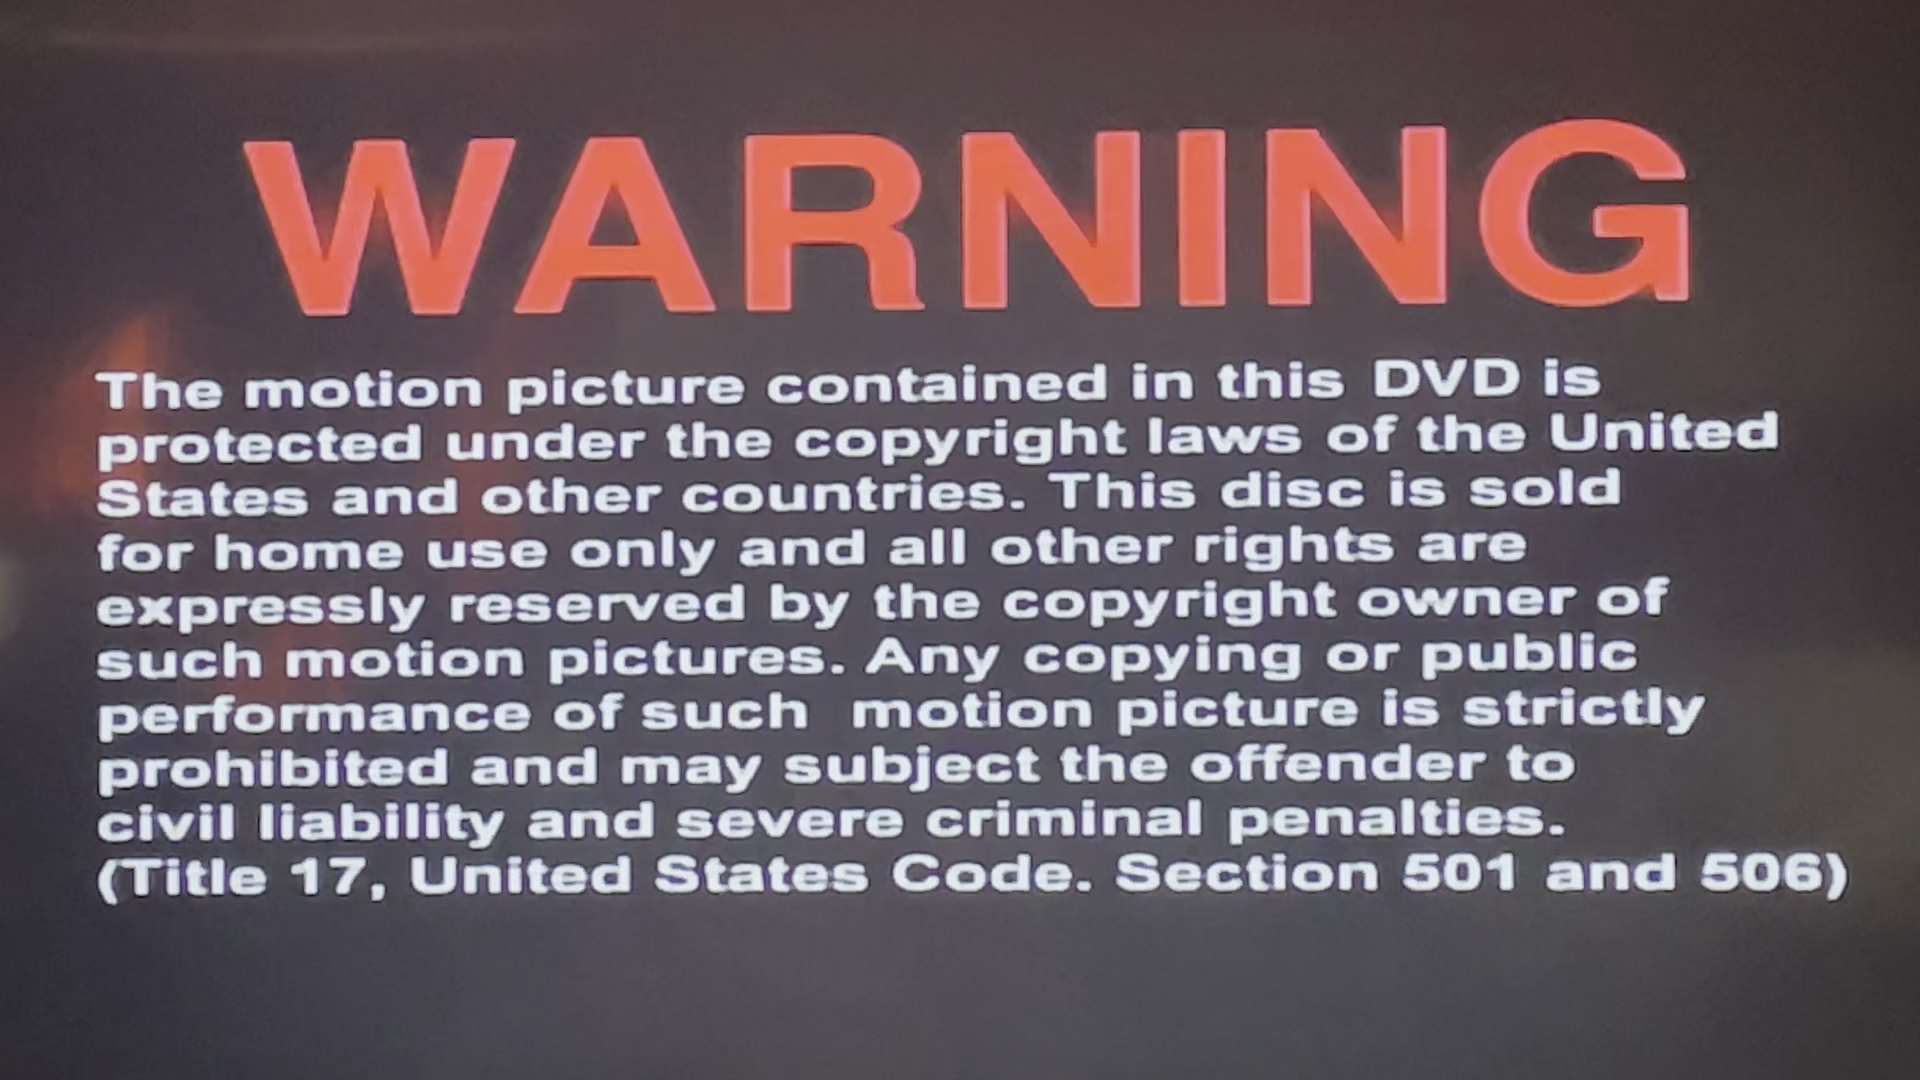 WARNING
The motion picture contained in this DVD is
protected under the copyright laws of the United
States and other countries. This disc is sold
for home use only and all other rights are
expressly reserved by the copyright owner of
such motion pictures. Any copying or public
performance of such  motion picture is strictly
prohibited and may subject the offender to
civil liability and severe criminal penalties.
(Title 17, United States Code. Section 501 and 506)